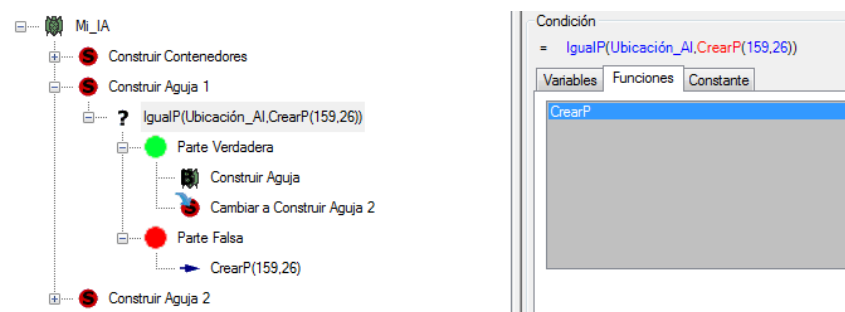 Mi_IA
S Construir Contenedores
S Construir Aguja 1
? IgualP(Ubicación_AI,CrearP(159,26))
Parte Verdadera
Construir Aguja
Cambiar a Construir Aguja 2
Parte Falsa
CrearP(159,26)
S Construir Aguja 2
Condición
= IgualP(Ubicación_AI,CrearP(159,26))
Variables Funciones Constante
CrearP